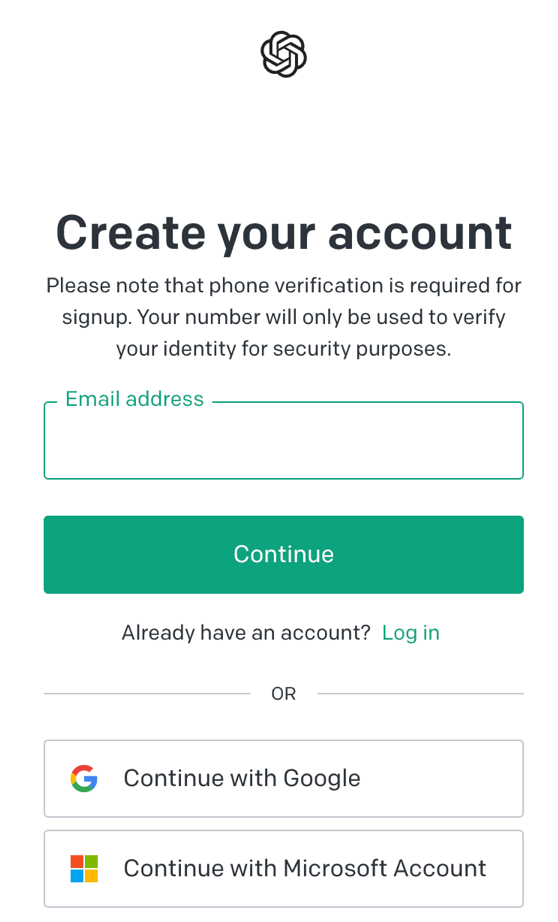 Create your account
Please note that phone verification is required for
signup. Your number will only be used to verify
your identity for security purposes.
Email address
Continue
Already have an account? Log in
OR
Continue with Google
Continue with Microsoft Account